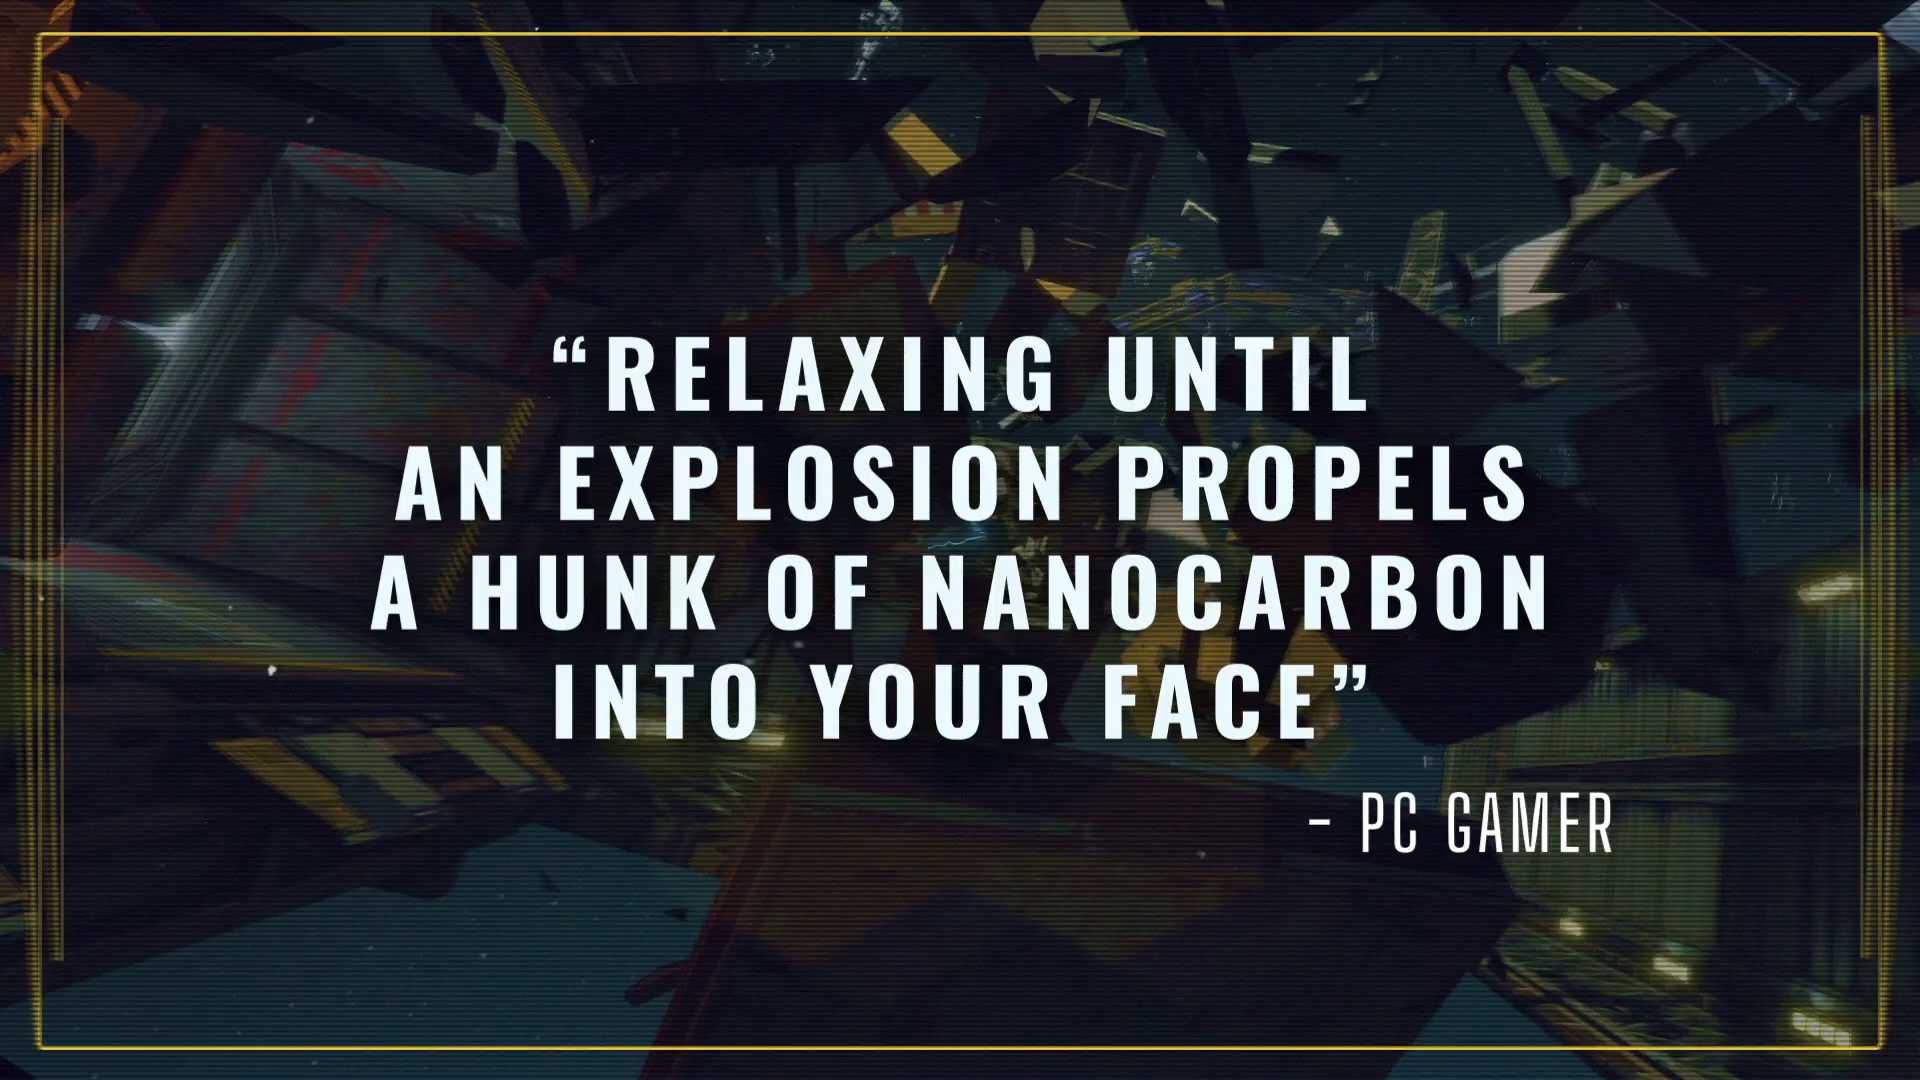 “RELAXING UNTIL
AN EXPLOSION PROPELS
A HUNK OF NANOCARBON
INTO YOUR FACE”
- PC GAMER